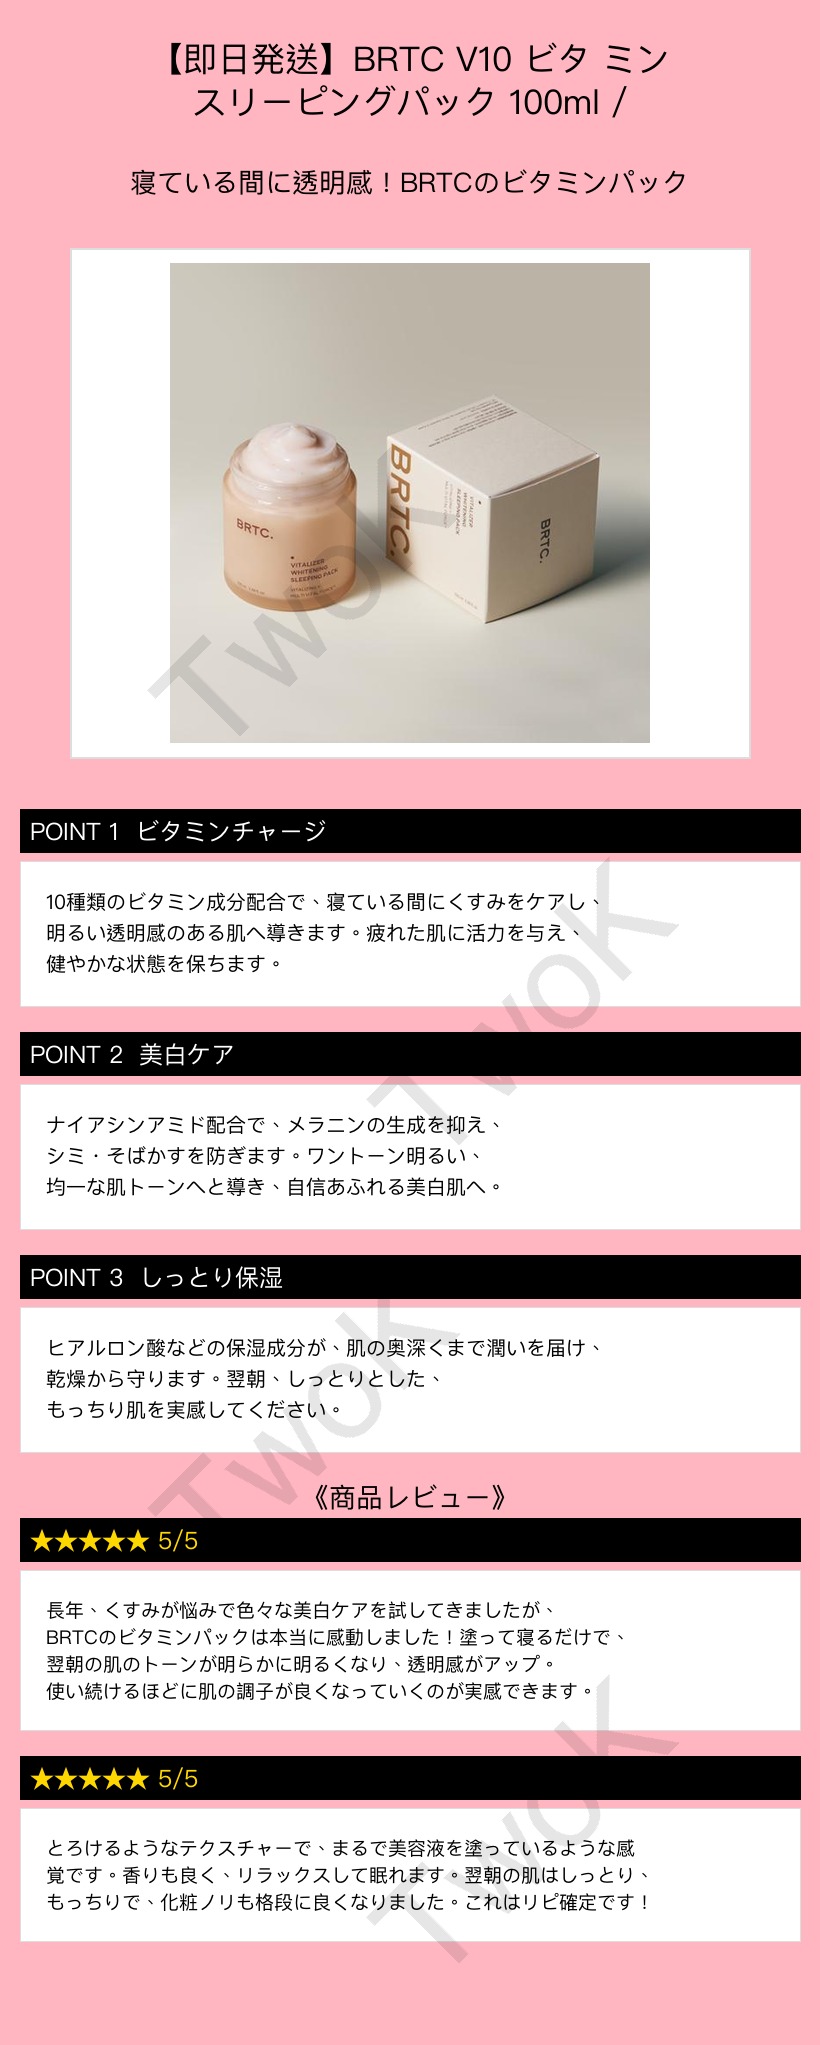 【即日発送】BRTC V10 ビタ ミン
スリーピングパック 100ml /
寝ている間に透明感！BRTCのビタミンパック
BRTC.
VITALIZER
WHITENING
SLEEPING PACK
BRTC.
VITALIZER
WHITENING
SLEEPING PACK
BRTC.
TwoK
POINT 1 ビタミンチャージ
10種類のビタミン成分配合で、寝ている間にくすみをケアし、
明るい透明感のある肌へ導きます。疲れた肌に活力を与え、
健やかな状態を保ちます。
TwoK
POINT 2 美白ケア
ナイアシンアミド配合で、メラニンの生成を抑え、
シミ・そばかすを防ぎます。ワントーン明るい、
均一な肌トーンへと導き、自信あふれる美白肌へ。
POINT 3 しっとり保湿
ヒアルロン酸などの保湿成分が、肌の奥深くまで潤いを届け、
乾燥から守ります。翌朝、しっとりとした、
もっちり肌を実感してください。
TwoK
《商品レビュー》
★★★★★ 5/5
長年、くすみが悩みで色々な美白ケアを試してきましたが、
BRTCのビタミンパックは本当に感動しました！塗って寝るだけで、
翌朝の肌のトーンが明らかに明るくなり、透明感がアップ。
使い続けるほどに肌の調子が良くなっていくのが実感できます。
★★★★★ 5/5
とろけるようなテクスチャーで、まるで美容液を塗っているような感
覚です。香りも良く、リラックスして眠れます。翌朝の肌はしっとり、
もっちりで、化粧ノリも格段に良くなりました。これはリピ確定です！
TwoK